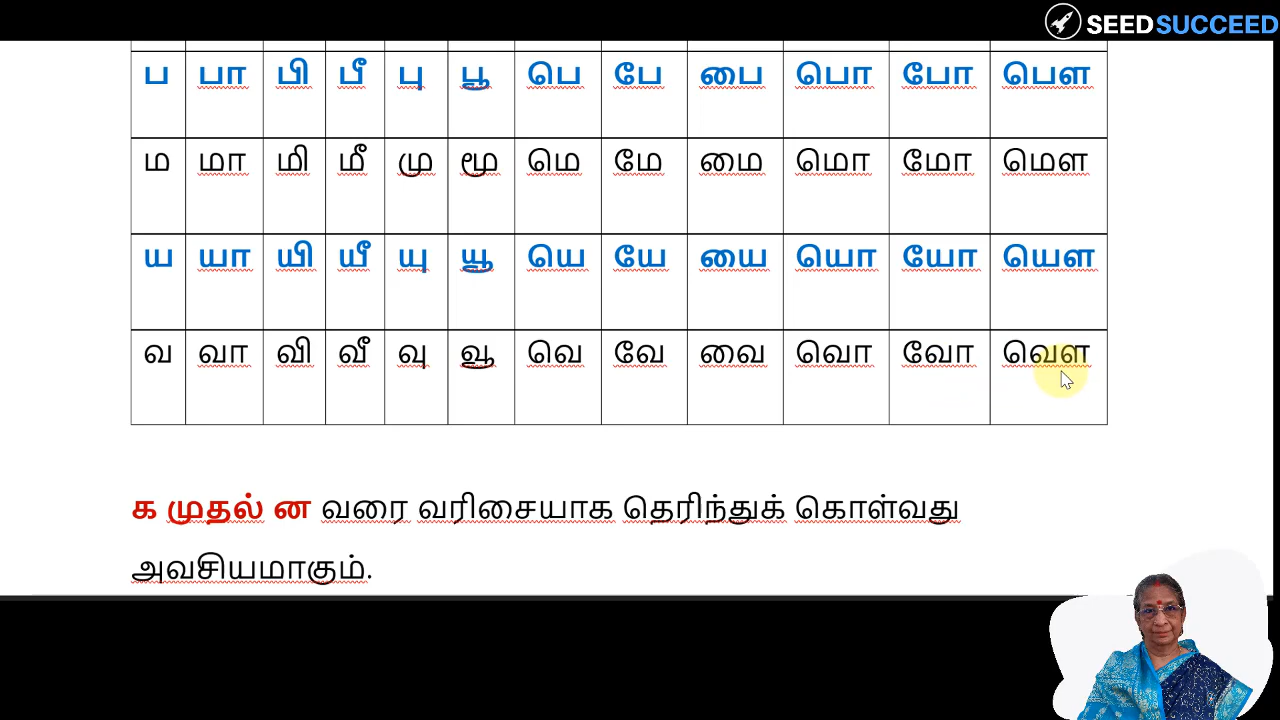 SEEDSUCCEED
ப பா பி பீ பு பூ பெ பே பை பொ போ பௌ
ம மா மி மீ மு மூ மெ மே மை மொ மோ மௌ
ய யா யி யீ யு யூ யெ யே யை யொ யோ யௌ
வ வா வி வீ வு வூ வெ வே வை வொ வோ வௌ
க முதல் ன வரை வரிசையாக தெரிந்துக் கொள்வது
அவசியமாகும்.